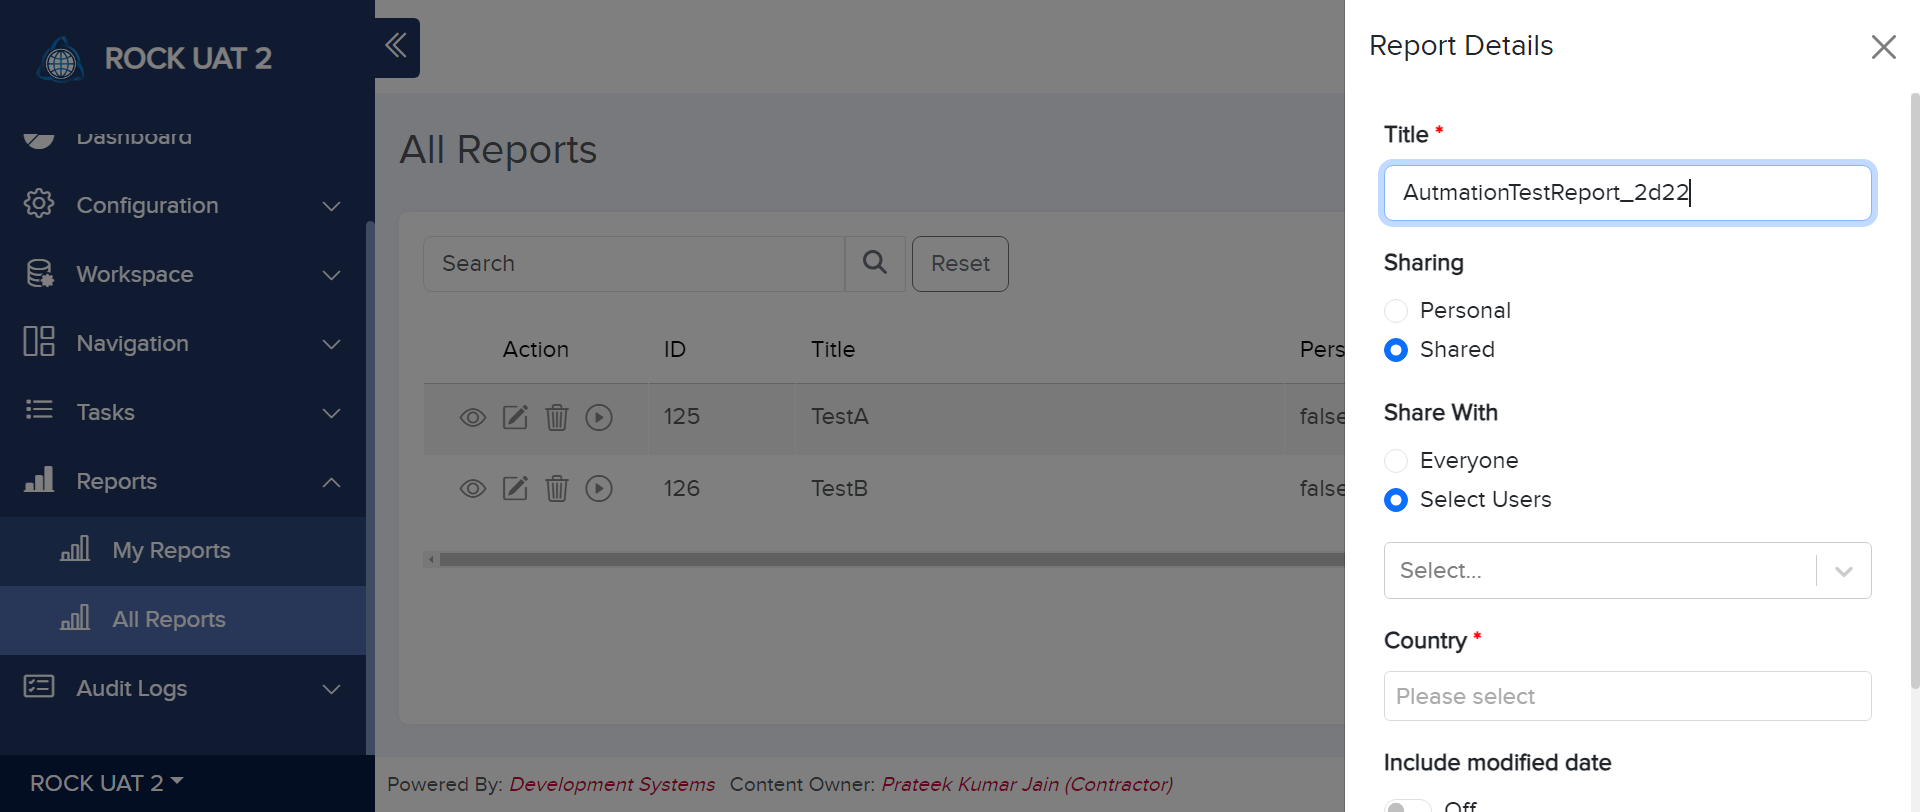 ROCK UAT 2
Dashboard
Configuration
Workspace
Navigation
Tasks
Reports
My Reports
All Reports
Audit Logs
ROCK UAT 2
All Reports
Search
Reset
Action ID Title Pers
125 TestA false
126 TestB false
Powered By: Development Systems Content Owner: Prateek Kumar Jain (Contractor)
Report Details
Title *
AutmationTestReport_2d22
Sharing
Personal
Shared
Share With
Everyone
Select Users
Select...
Country *
Please select
Include modified date
Off